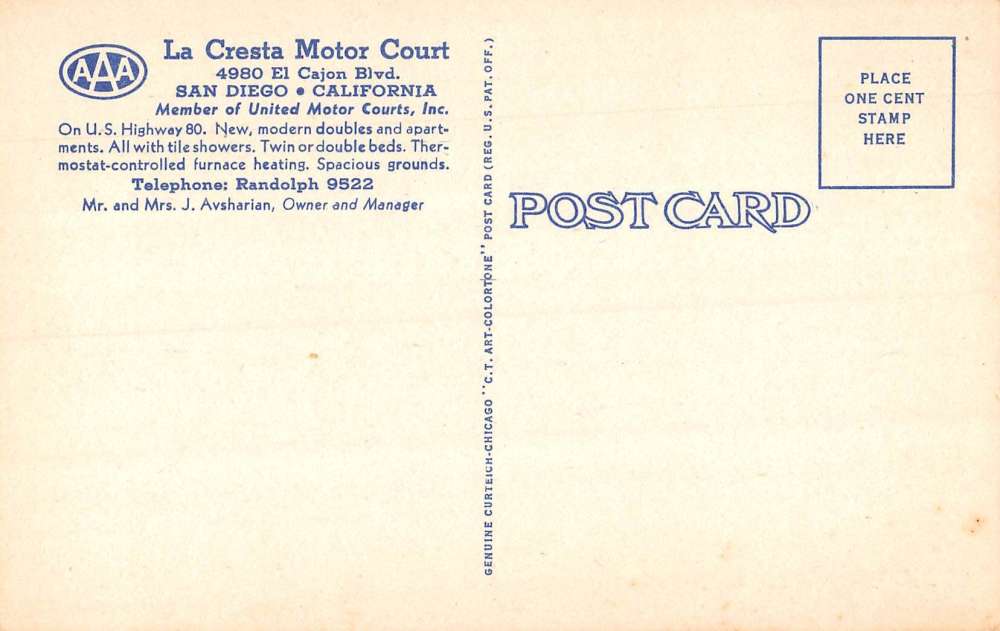 AAA
La Cresta Motor Court
4980 El Cajon Blvd.
SAN DIEGO • CALIFORNIA
Member of United Motor Courts, Inc.
On U.S. Highway 80. New, modern doubles and apart-
ments. All with tile showers. Twin or double beds. Ther-
mostat-controlled furnace heating. Spacious grounds.
Telephone: Randolph 9522
Mr. and Mrs. J. Avsharian, Owner and Manager
GENUINE CURTEICH-CHICAGO "C.T. ART-COLORTONE" POST CARD (REG. U.S. PAT. OFF.)
POST CARD
PLACE
ONE CENT
STAMP
HERE